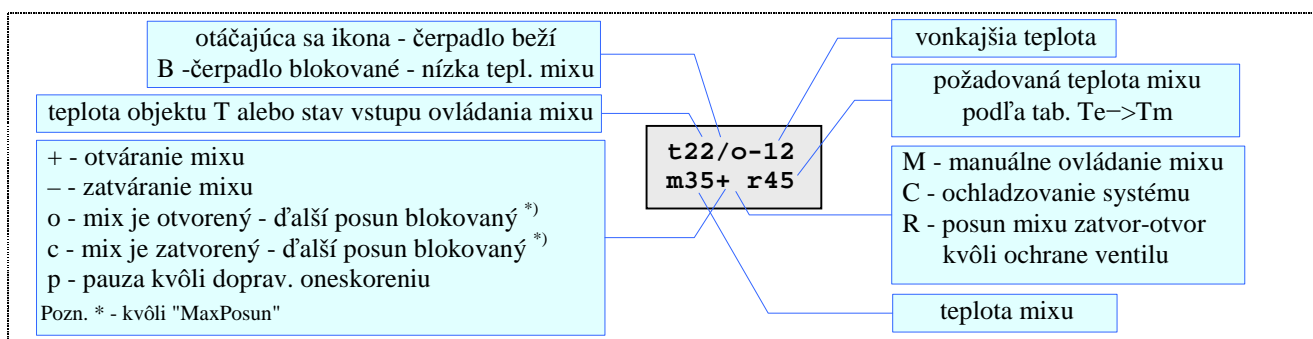 otáčajúca sa ikona - čerpadlo beží
B -čerpadlo blokované - nízka tepl. mixu
teplota objektu T alebo stav vstupu ovládania mixu
+ - otváranie mixu
– - zatváranie mixu
o - mix je otvorený - ďalší posun blokovaný *)
c - mix je zatvorený - ďalší posun blokovaný *)
p - pauza kvôli doprav. oneskoreniu
Pozn. * - kvôli "MaxPosun"
t22/o-12
m35+ r45
vonkajšia teplota
požadovaná teplota mixu
podľa tab. Te−>Tm
M - manuálne ovládanie mixu
C - ochladzovanie systému
R - posun mixu zatvor-otvor
kvôli ochrane ventilu
teplota mixu